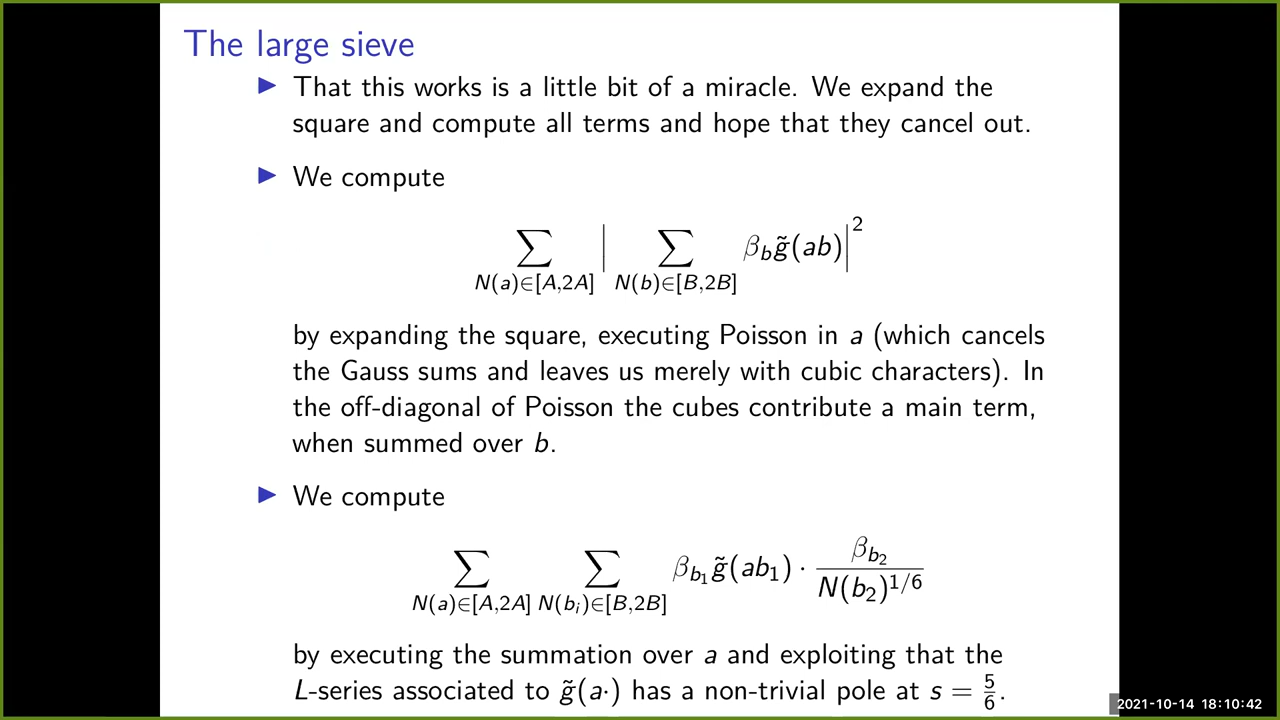 The large sieve
▶ That this works is a little bit of a miracle. We expand the
square and compute all terms and hope that they cancel out.
▶ We compute
∑_{N(a)∈[A,2A]} | ∑_{N(b)∈[B,2B]} β_b g̃(ab) |²
by expanding the square, executing Poisson in a (which cancels
the Gauss sums and leaves us merely with cubic characters). In
the off-diagonal of Poisson the cubes contribute a main term,
when summed over b.
▶ We compute
∑_{N(a)∈[A,2A]} ∑_{N(b_i)∈[B,2B]} β_{b_1} g̃(ab_1) · β_{b_2} / N(b_2)^{1/6}
by executing the summation over a and exploiting that the
L-series associated to g̃(a·) has a non-trivial pole at s = 5/6.
2021-10-14 18:10:42